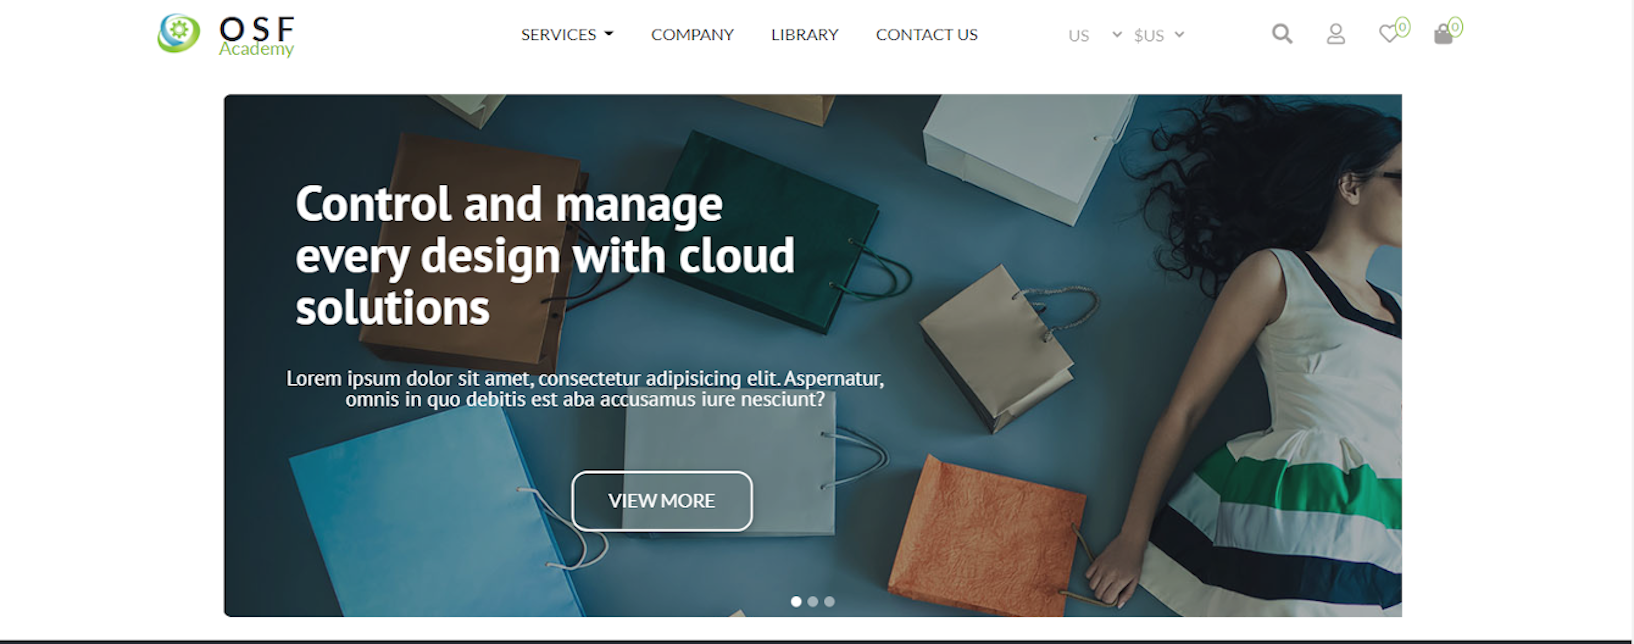 OSF
Academy
SERVICES
COMPANY
LIBRARY
CONTACT US
US
$US
0
0
Control and manage
every design with cloud
solutions
Lorem ipsum dolor sit amet, consectetur adipisicing elit. Aspernatur,
omnis in quo debitis est aba accusamus iure nesciunt?
VIEW MORE